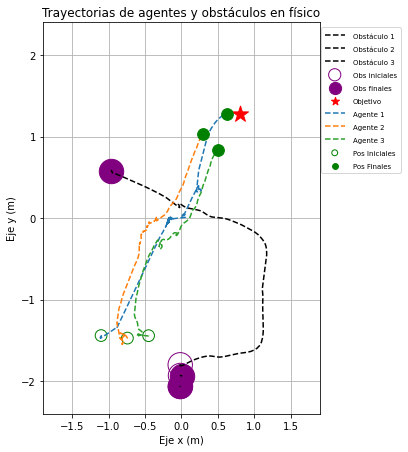 Trayectorias de agentes y obstáculos en físico
Obstáculo 1
Obstáculo 2
Obstáculo 3
Obs iniciales
Obs finales
Objetivo
Agente 1
Agente 2
Agente 3
Pos Iniciales
Pos Finales
2
1
0
−1
−2
Eje y (m)
−1.5 −1.0 −0.5 0.0 0.5 1.0 1.5
Eje x (m)